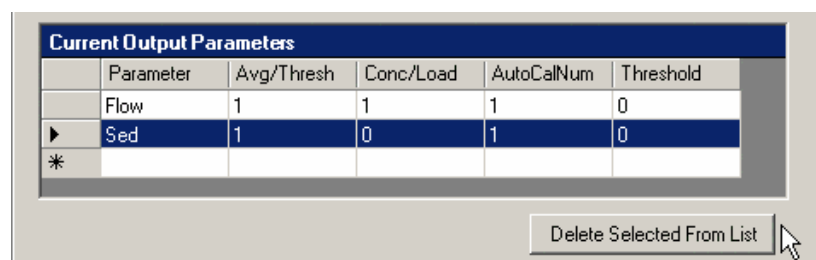 Current Output Parameters
Parameter Avg/Thresh Conc/Load AutoCalNum Threshold
Flow 1 1 1 0
Sed 1 0 1 0
Delete Selected From List